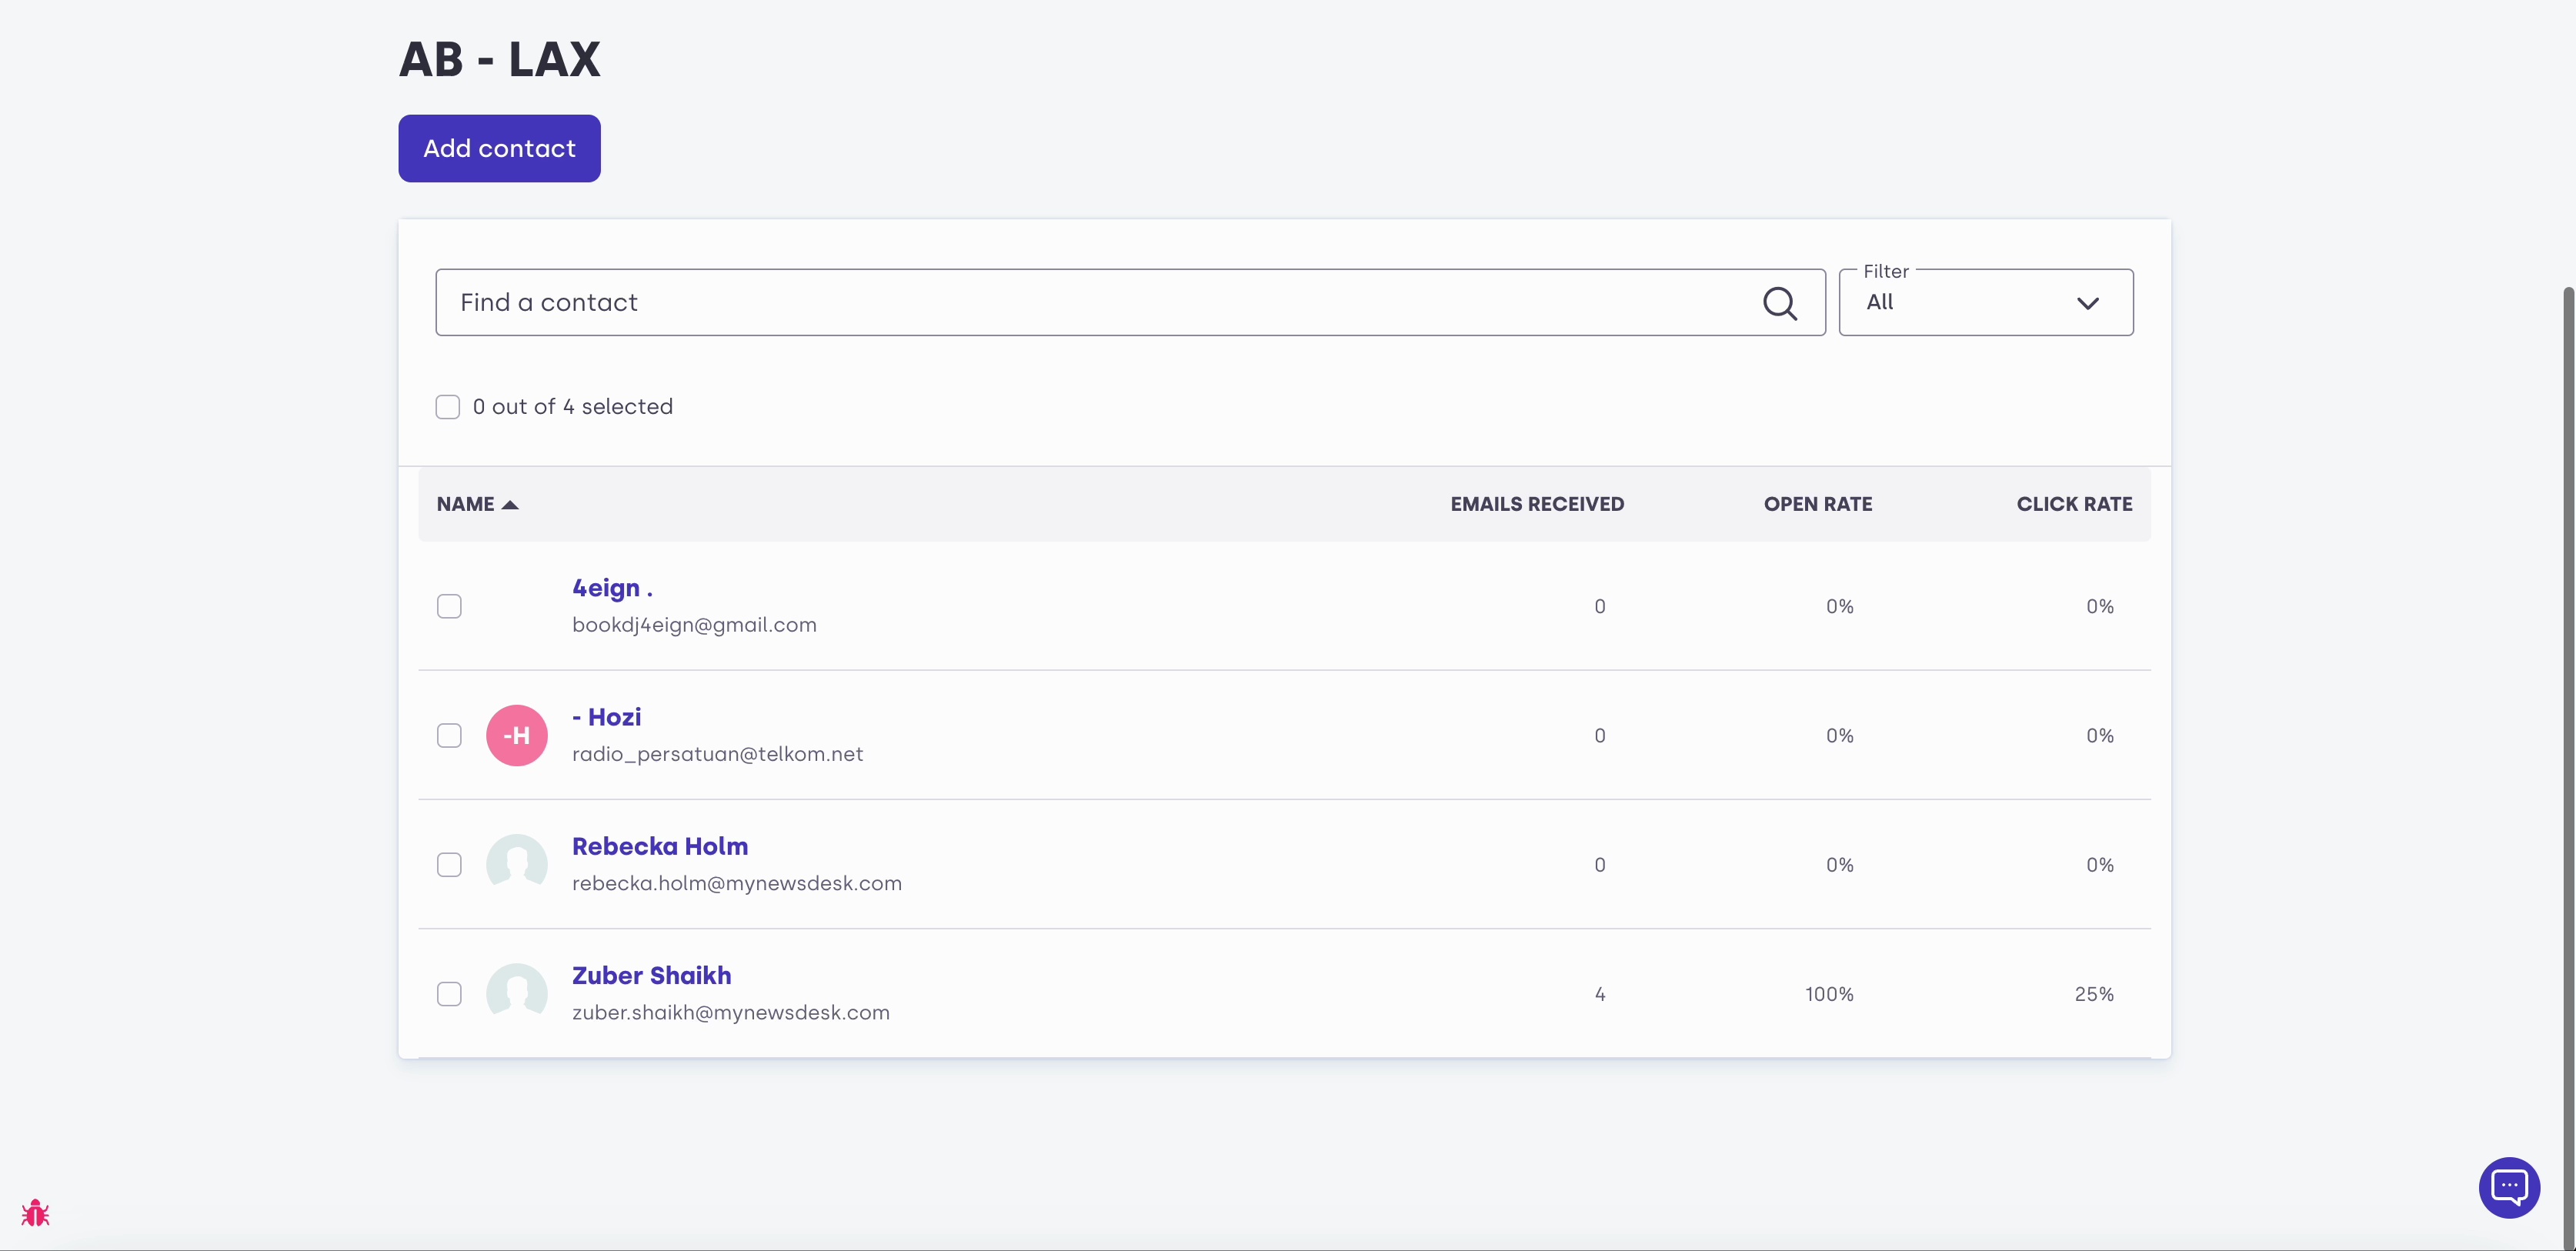 AB - LAX
Add contact
Filter
Find a contact
All
0 out of 4 selected
NAME EMAILS RECEIVED OPEN RATE CLICK RATE
4eign .
bookdj4eign@gmail.com
0 0% 0%
-H
- Hozi
radio_persatuan@telkom.net
0 0% 0%
Rebecka Holm
rebecka.holm@mynewsdesk.com
0 0% 0%
Zuber Shaikh
zuber.shaikh@mynewsdesk.com
4 100% 25%